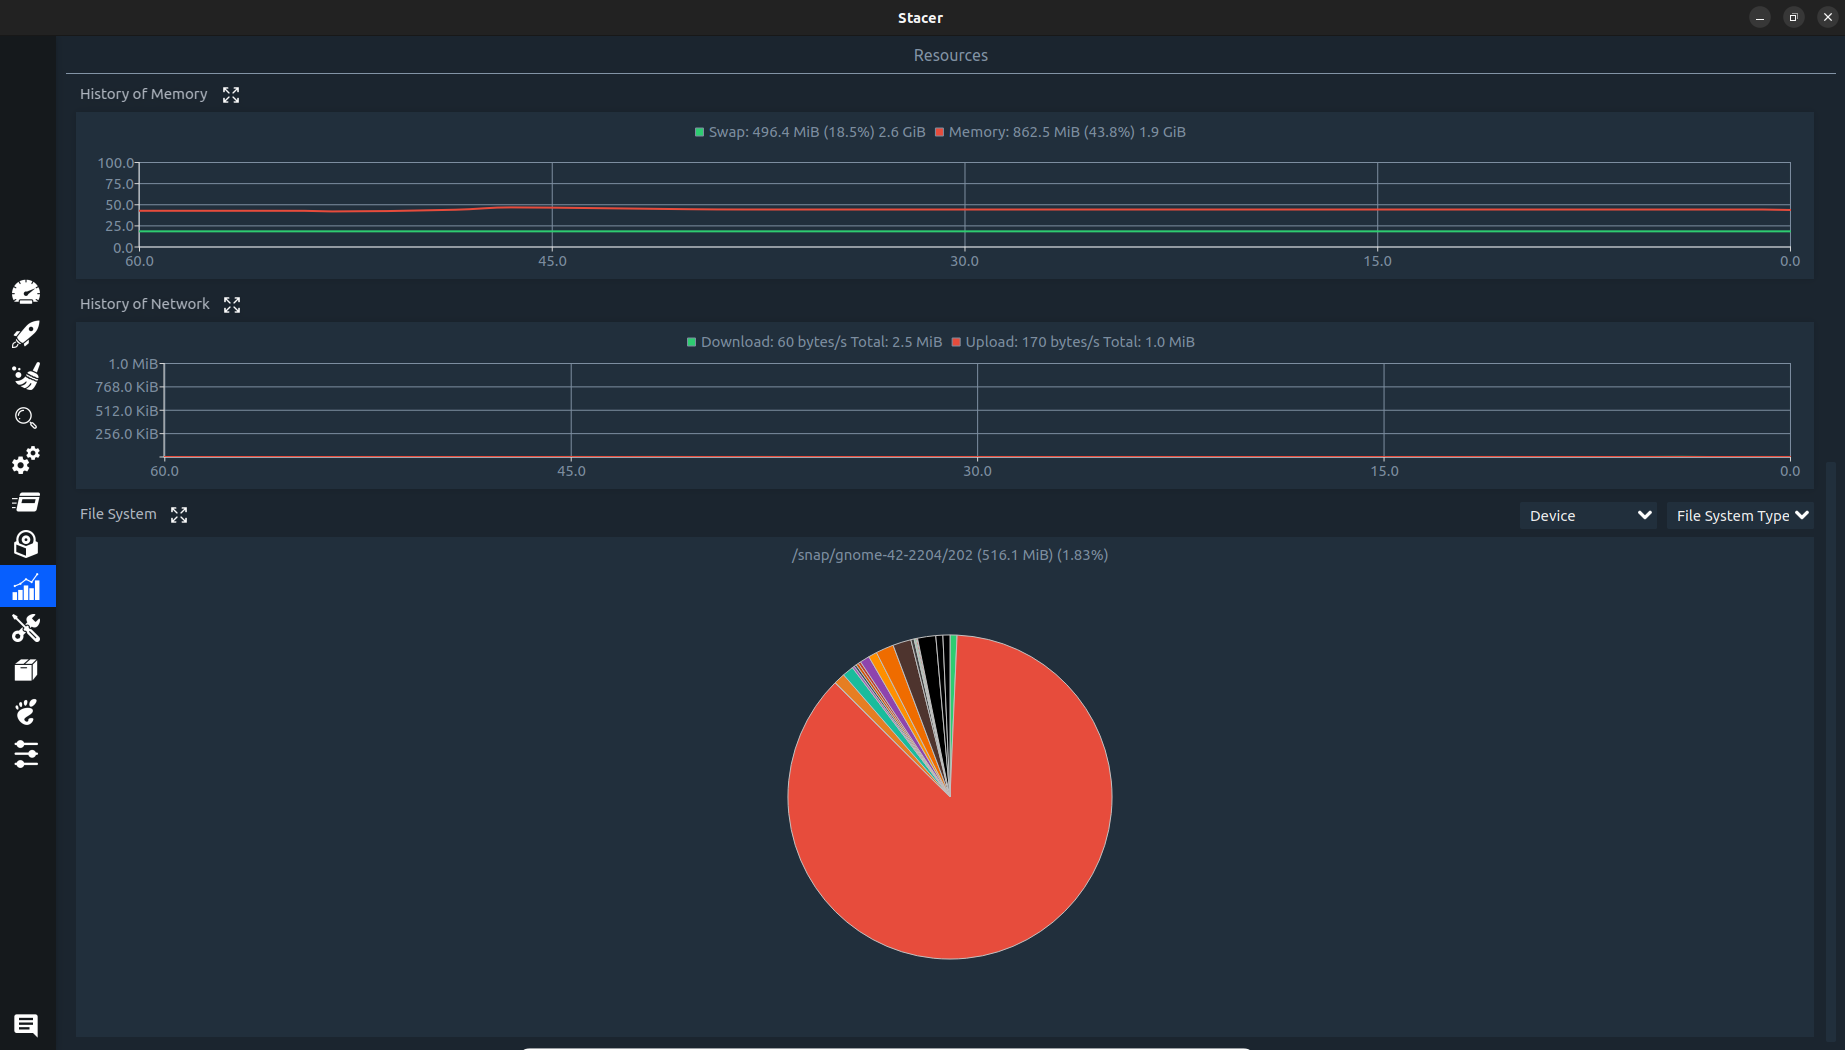 Stacer
Resources
History of Memory
Swap: 496.4 MiB (18.5%) 2.6 GiB Memory: 862.5 MiB (43.8%) 1.9 GiB
100.0
75.0
50.0
25.0
0.0
60.0 45.0 30.0 15.0 0.0
History of Network
Download: 60 bytes/s Total: 2.5 MiB Upload: 170 bytes/s Total: 1.0 MiB
1.0 MiB
768.0 KiB
512.0 KiB
256.0 KiB
60.0 45.0 30.0 15.0 0.0
File System Device File System Type
/snap/gnome-42-2204/202 (516.1 MiB) (1.83%)